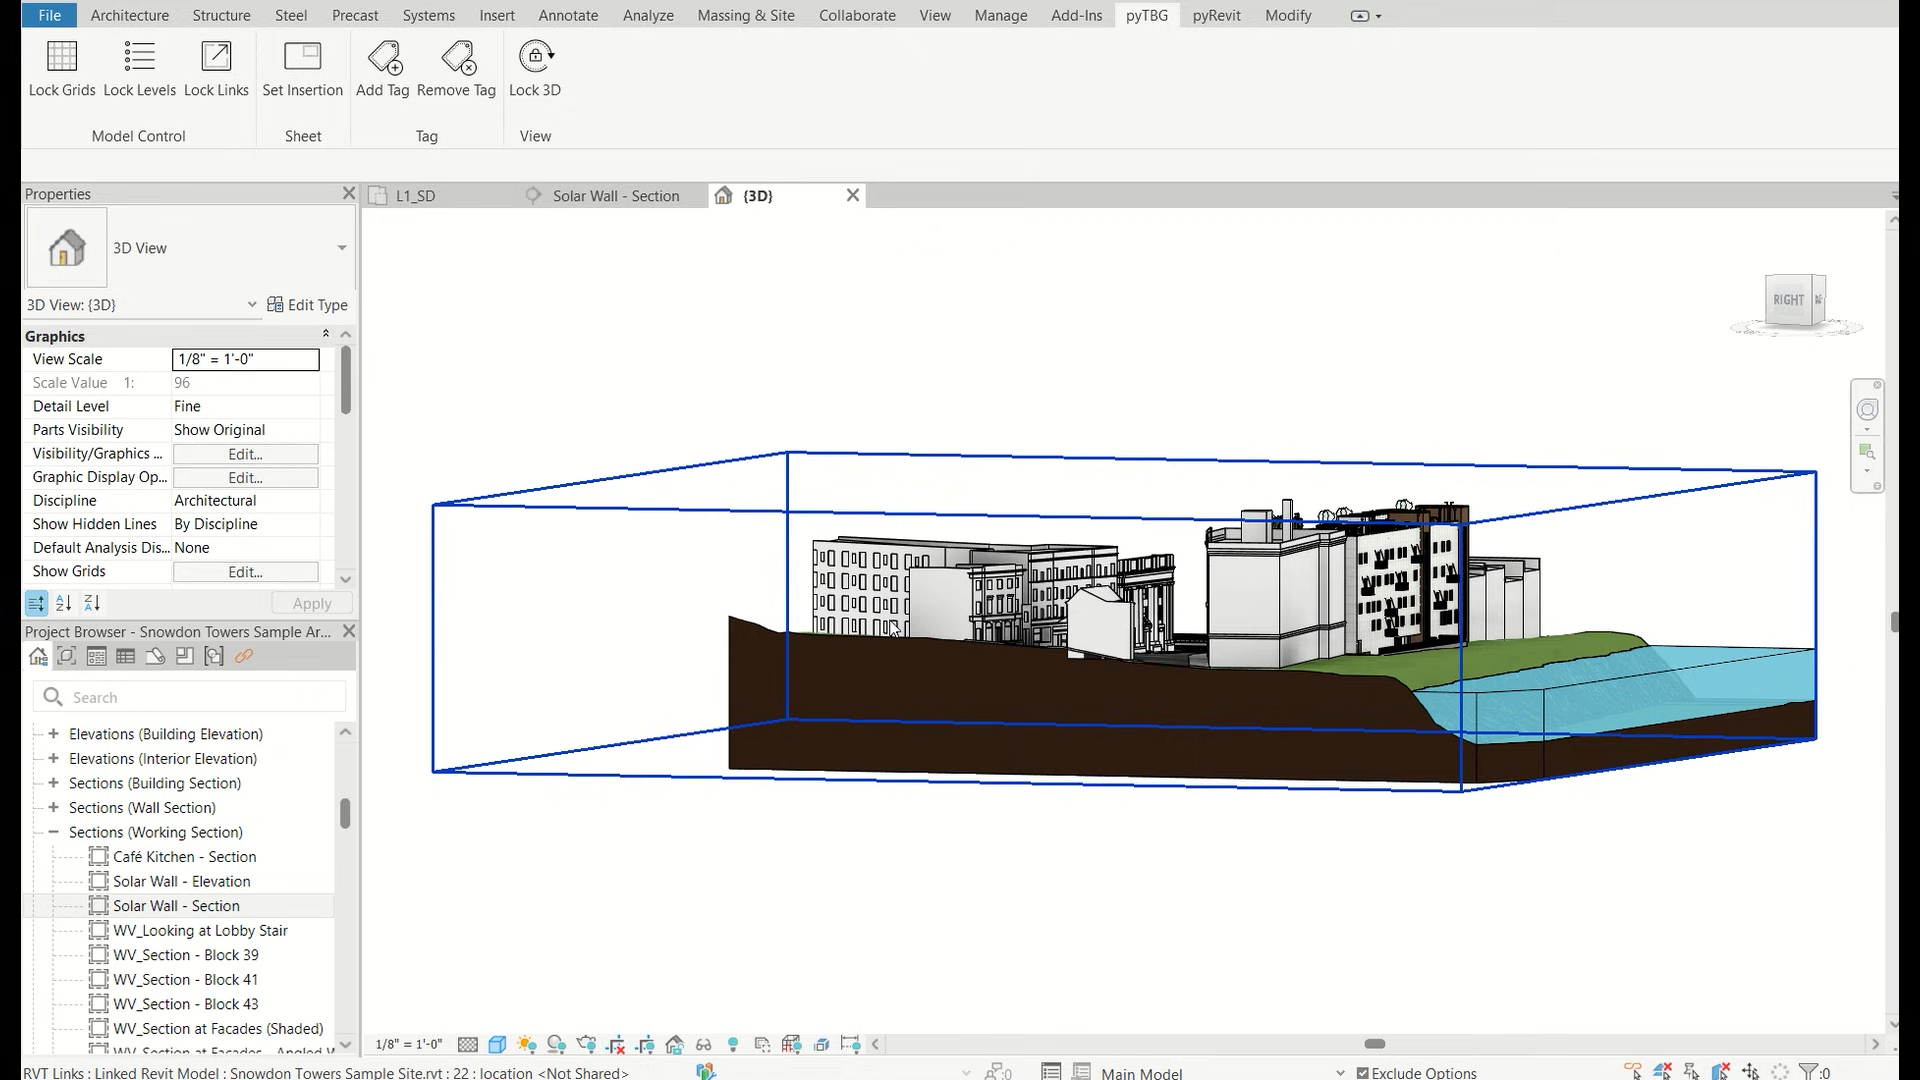 File Architecture Structure Steel Precast Systems Insert Annotate Analyze Massing & Site Collaborate View Manage Add-Ins pyTBG pyRevit Modify
Lock Grids Lock Levels Lock Links Set Insertion Add Tag Remove Tag Lock 3D
Model Control Sheet Tag View
Properties
L1_SD Solar Wall - Section {3D}
3D View
3D View: {3D} Edit Type
Graphics
View Scale 1/8" = 1'-0"
Scale Value 1: 96
Detail Level Fine
Parts Visibility Show Original
Visibility/Graphics ... Edit...
Graphic Display Op... Edit...
Discipline Architectural
Show Hidden Lines By Discipline
Default Analysis Dis... None
Show Grids Edit...
Apply
RIGHT
Project Browser - Snowdon Towers Sample Ar...
Search
Elevations (Building Elevation)
Elevations (Interior Elevation)
Sections (Building Section)
Sections (Wall Section)
Sections (Working Section)
Café Kitchen - Section
Solar Wall - Elevation
Solar Wall - Section
WV_Looking at Lobby Stair
WV_Section - Block 39
WV_Section - Block 41
WV_Section - Block 43
WV_Section at Facades (Shaded)
1/8" = 1'-0"
RVT Links : Linked Revit Model : Snowdon Towers Sample Site.rvt : 22 : location <Not Shared> :0 Main Model Exclude Options :0